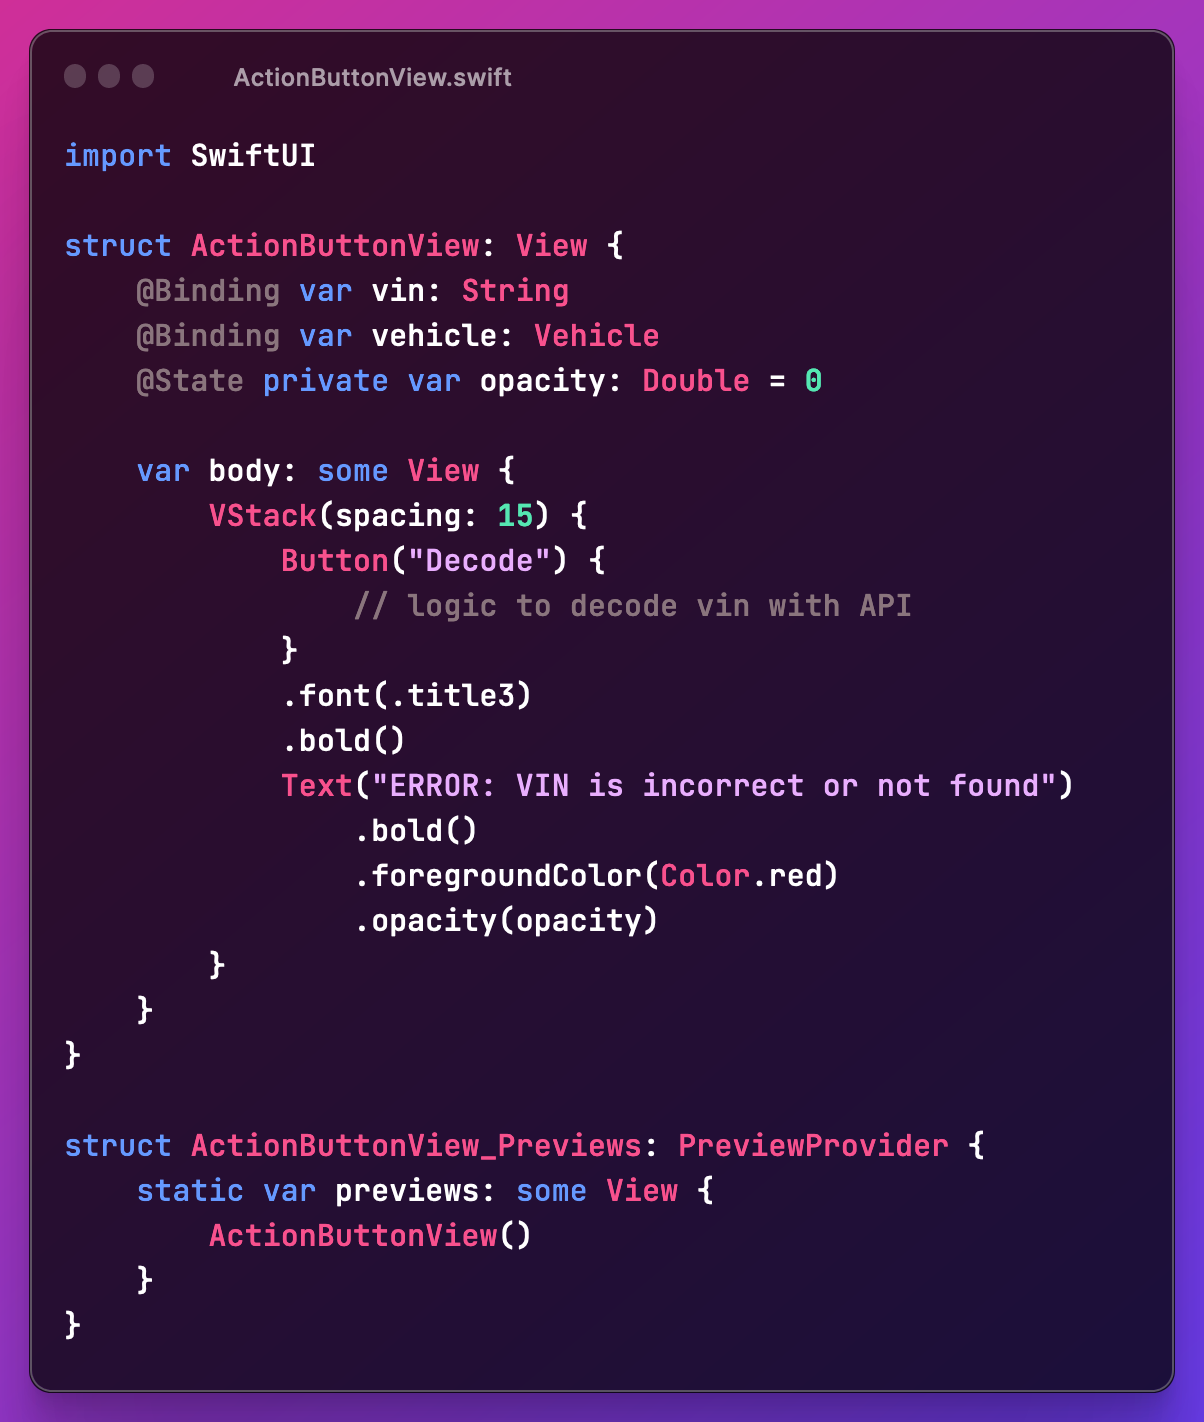 ActionButtonView.swift
import SwiftUI
struct ActionButtonView: View {
    @Binding var vin: String
    @Binding var vehicle: Vehicle
    @State private var opacity: Double = 0
    var body: some View {
        VStack(spacing: 15) {
            Button("Decode") {
                // logic to decode vin with API
            }
            .font(.title3)
            .bold()
            Text("ERROR: VIN is incorrect or not found")
                .bold()
                .foregroundColor(Color.red)
                .opacity(opacity)
        }
    }
}
struct ActionButtonView_Previews: PreviewProvider {
    static var previews: some View {
        ActionButtonView()
    }
}